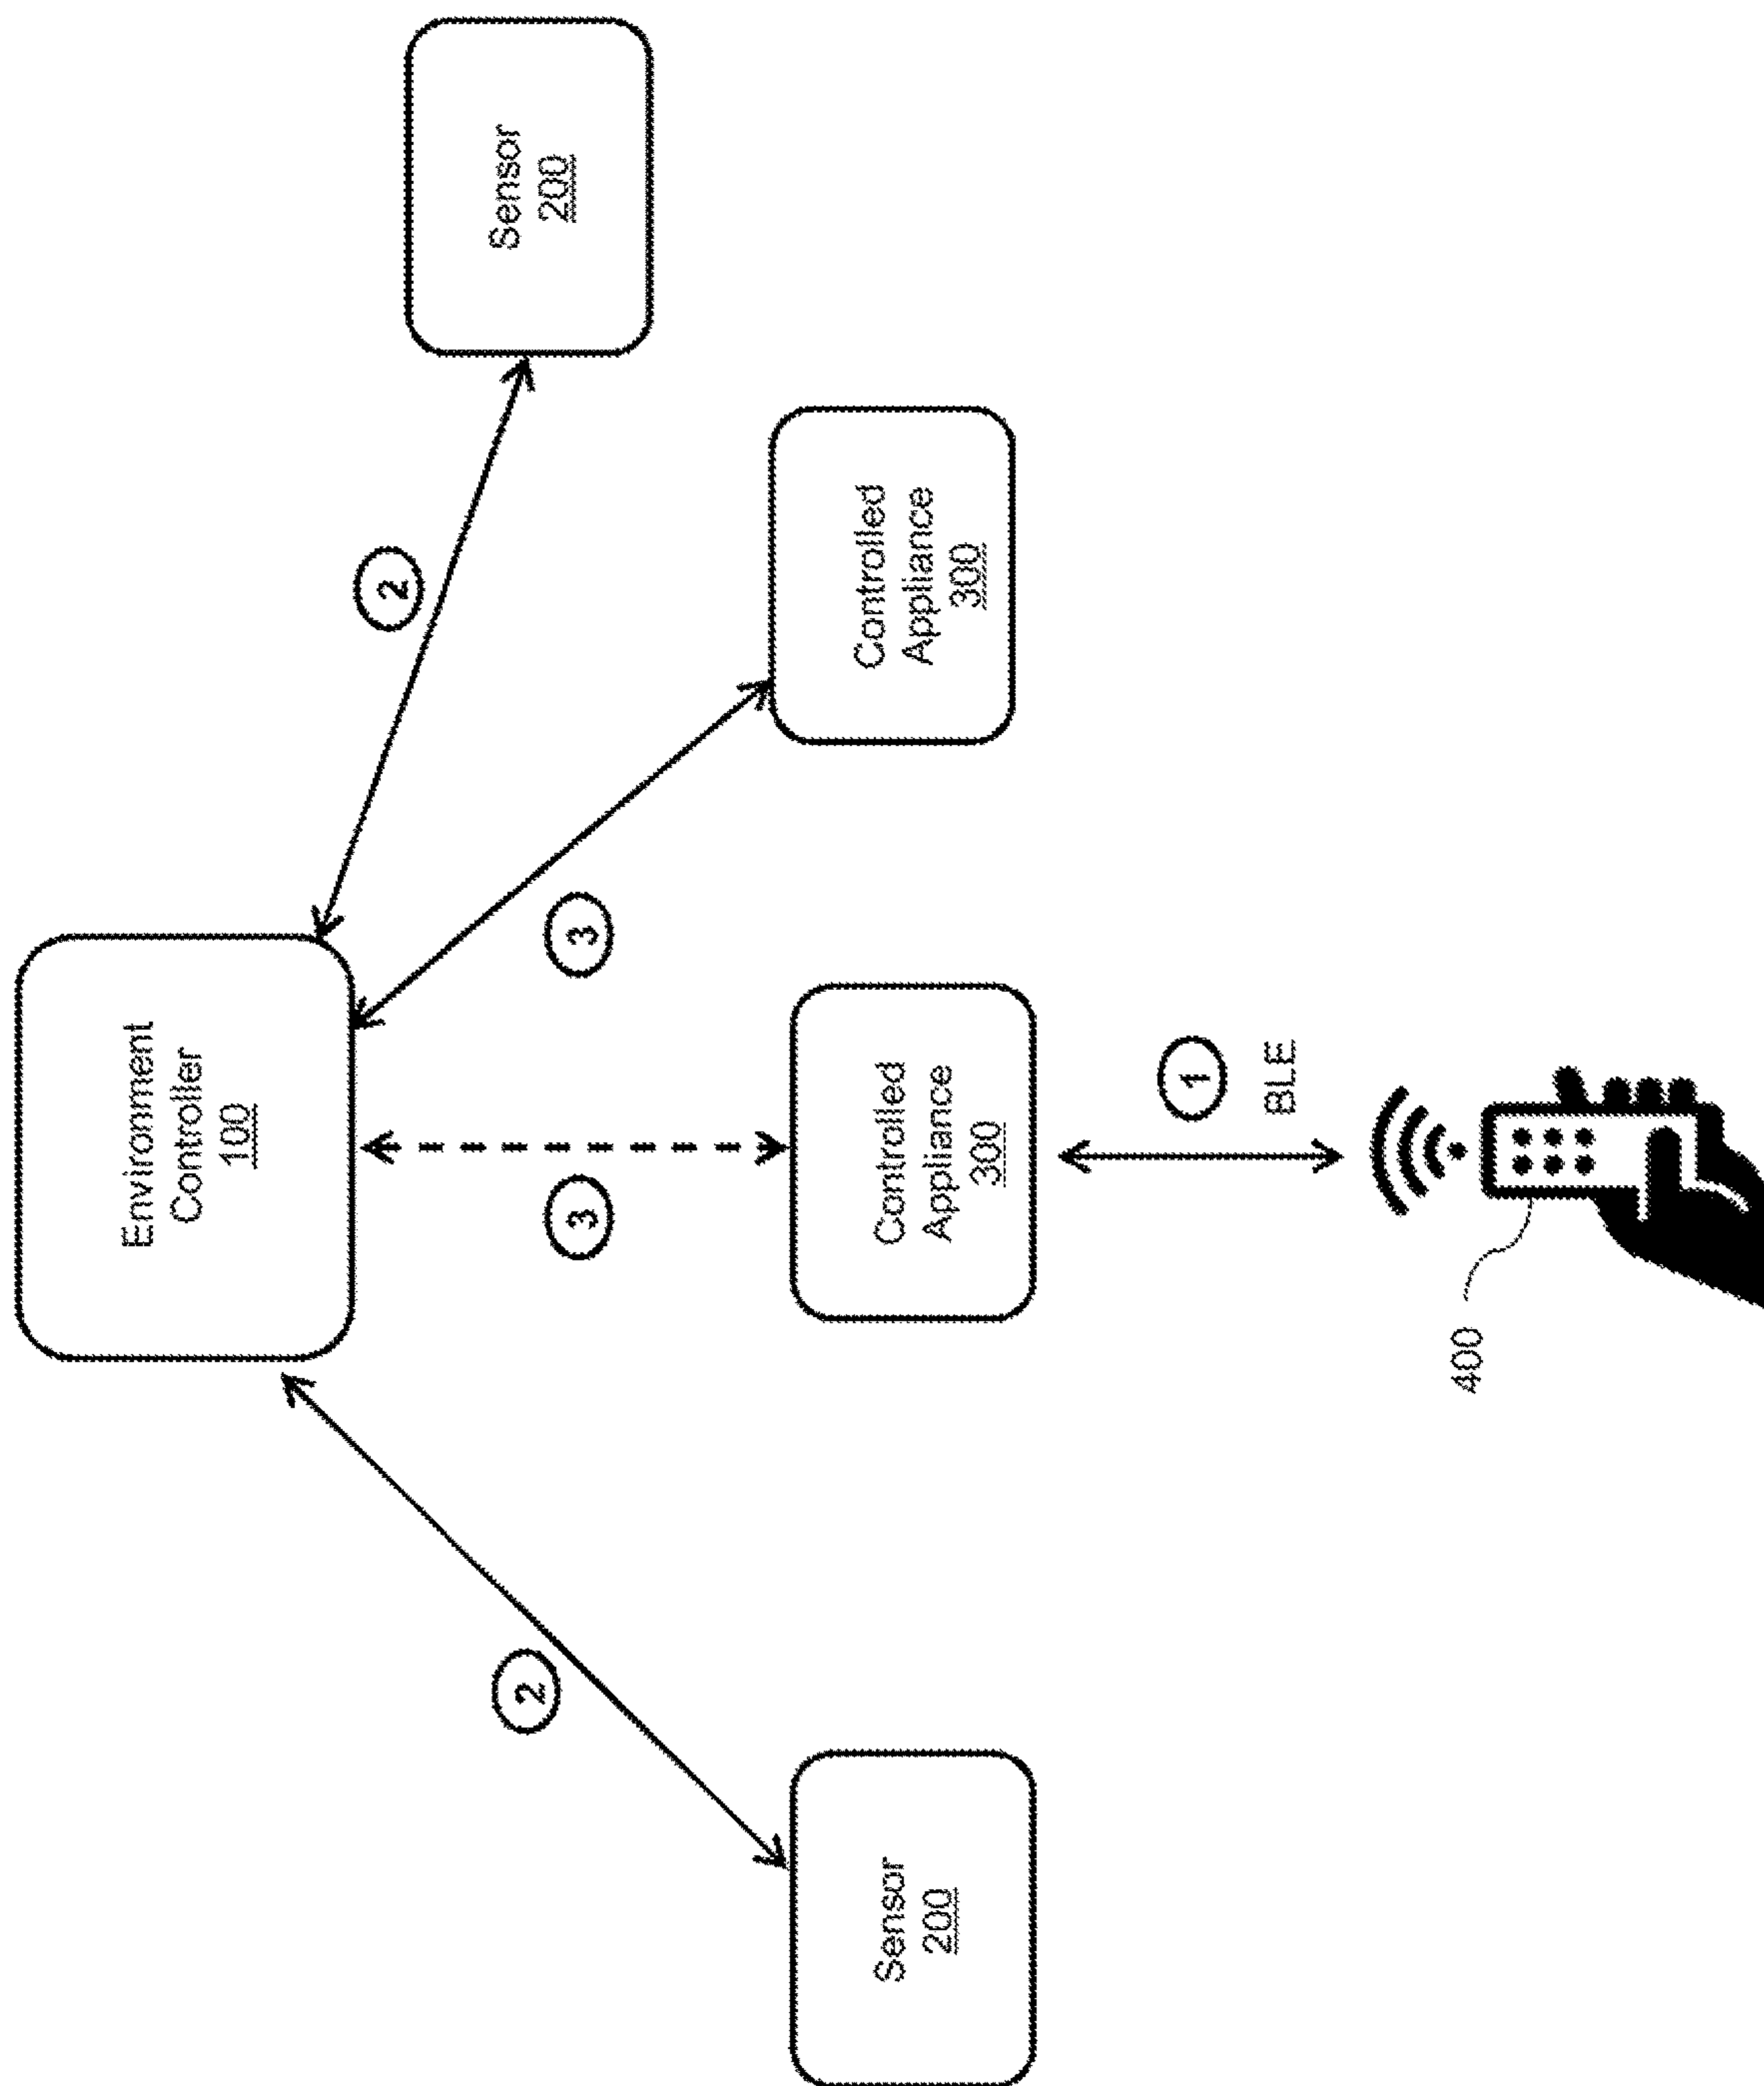 Environment
Controller
100
2
Sensor
200
2
3
3
Sensor
200
Controlled
Appliance
300
Controlled
Appliance
300
1
BLE
400